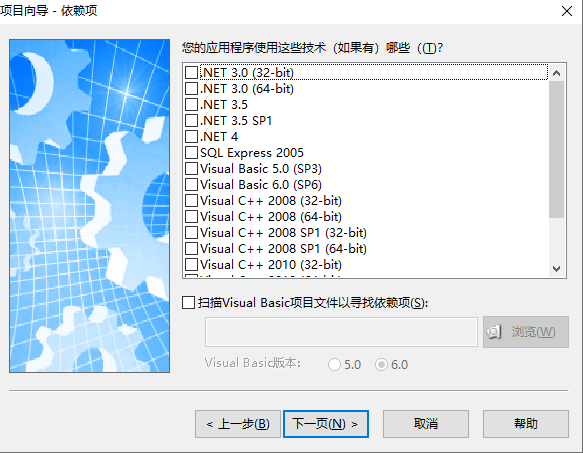 项目向导 - 依赖项
您的应用程序使用这些技术（如果有）哪些（(T)?
.NET 3.0 (32-bit)
.NET 3.0 (64-bit)
.NET 3.5
.NET 3.5 SP1
.NET 4
SQL Express 2005
Visual Basic 5.0 (SP3)
Visual Basic 6.0 (SP6)
Visual C++ 2008 (32-bit)
Visual C++ 2008 (64-bit)
Visual C++ 2008 SP1 (32-bit)
Visual C++ 2008 SP1 (64-bit)
Visual C++ 2010 (32-bit)
扫描Visual Basic项目文件以寻找依赖项(S):
浏览(W)
Visual Basic版本: 5.0 6.0
< 上一步(B) 下一页(N) > 取消 帮助